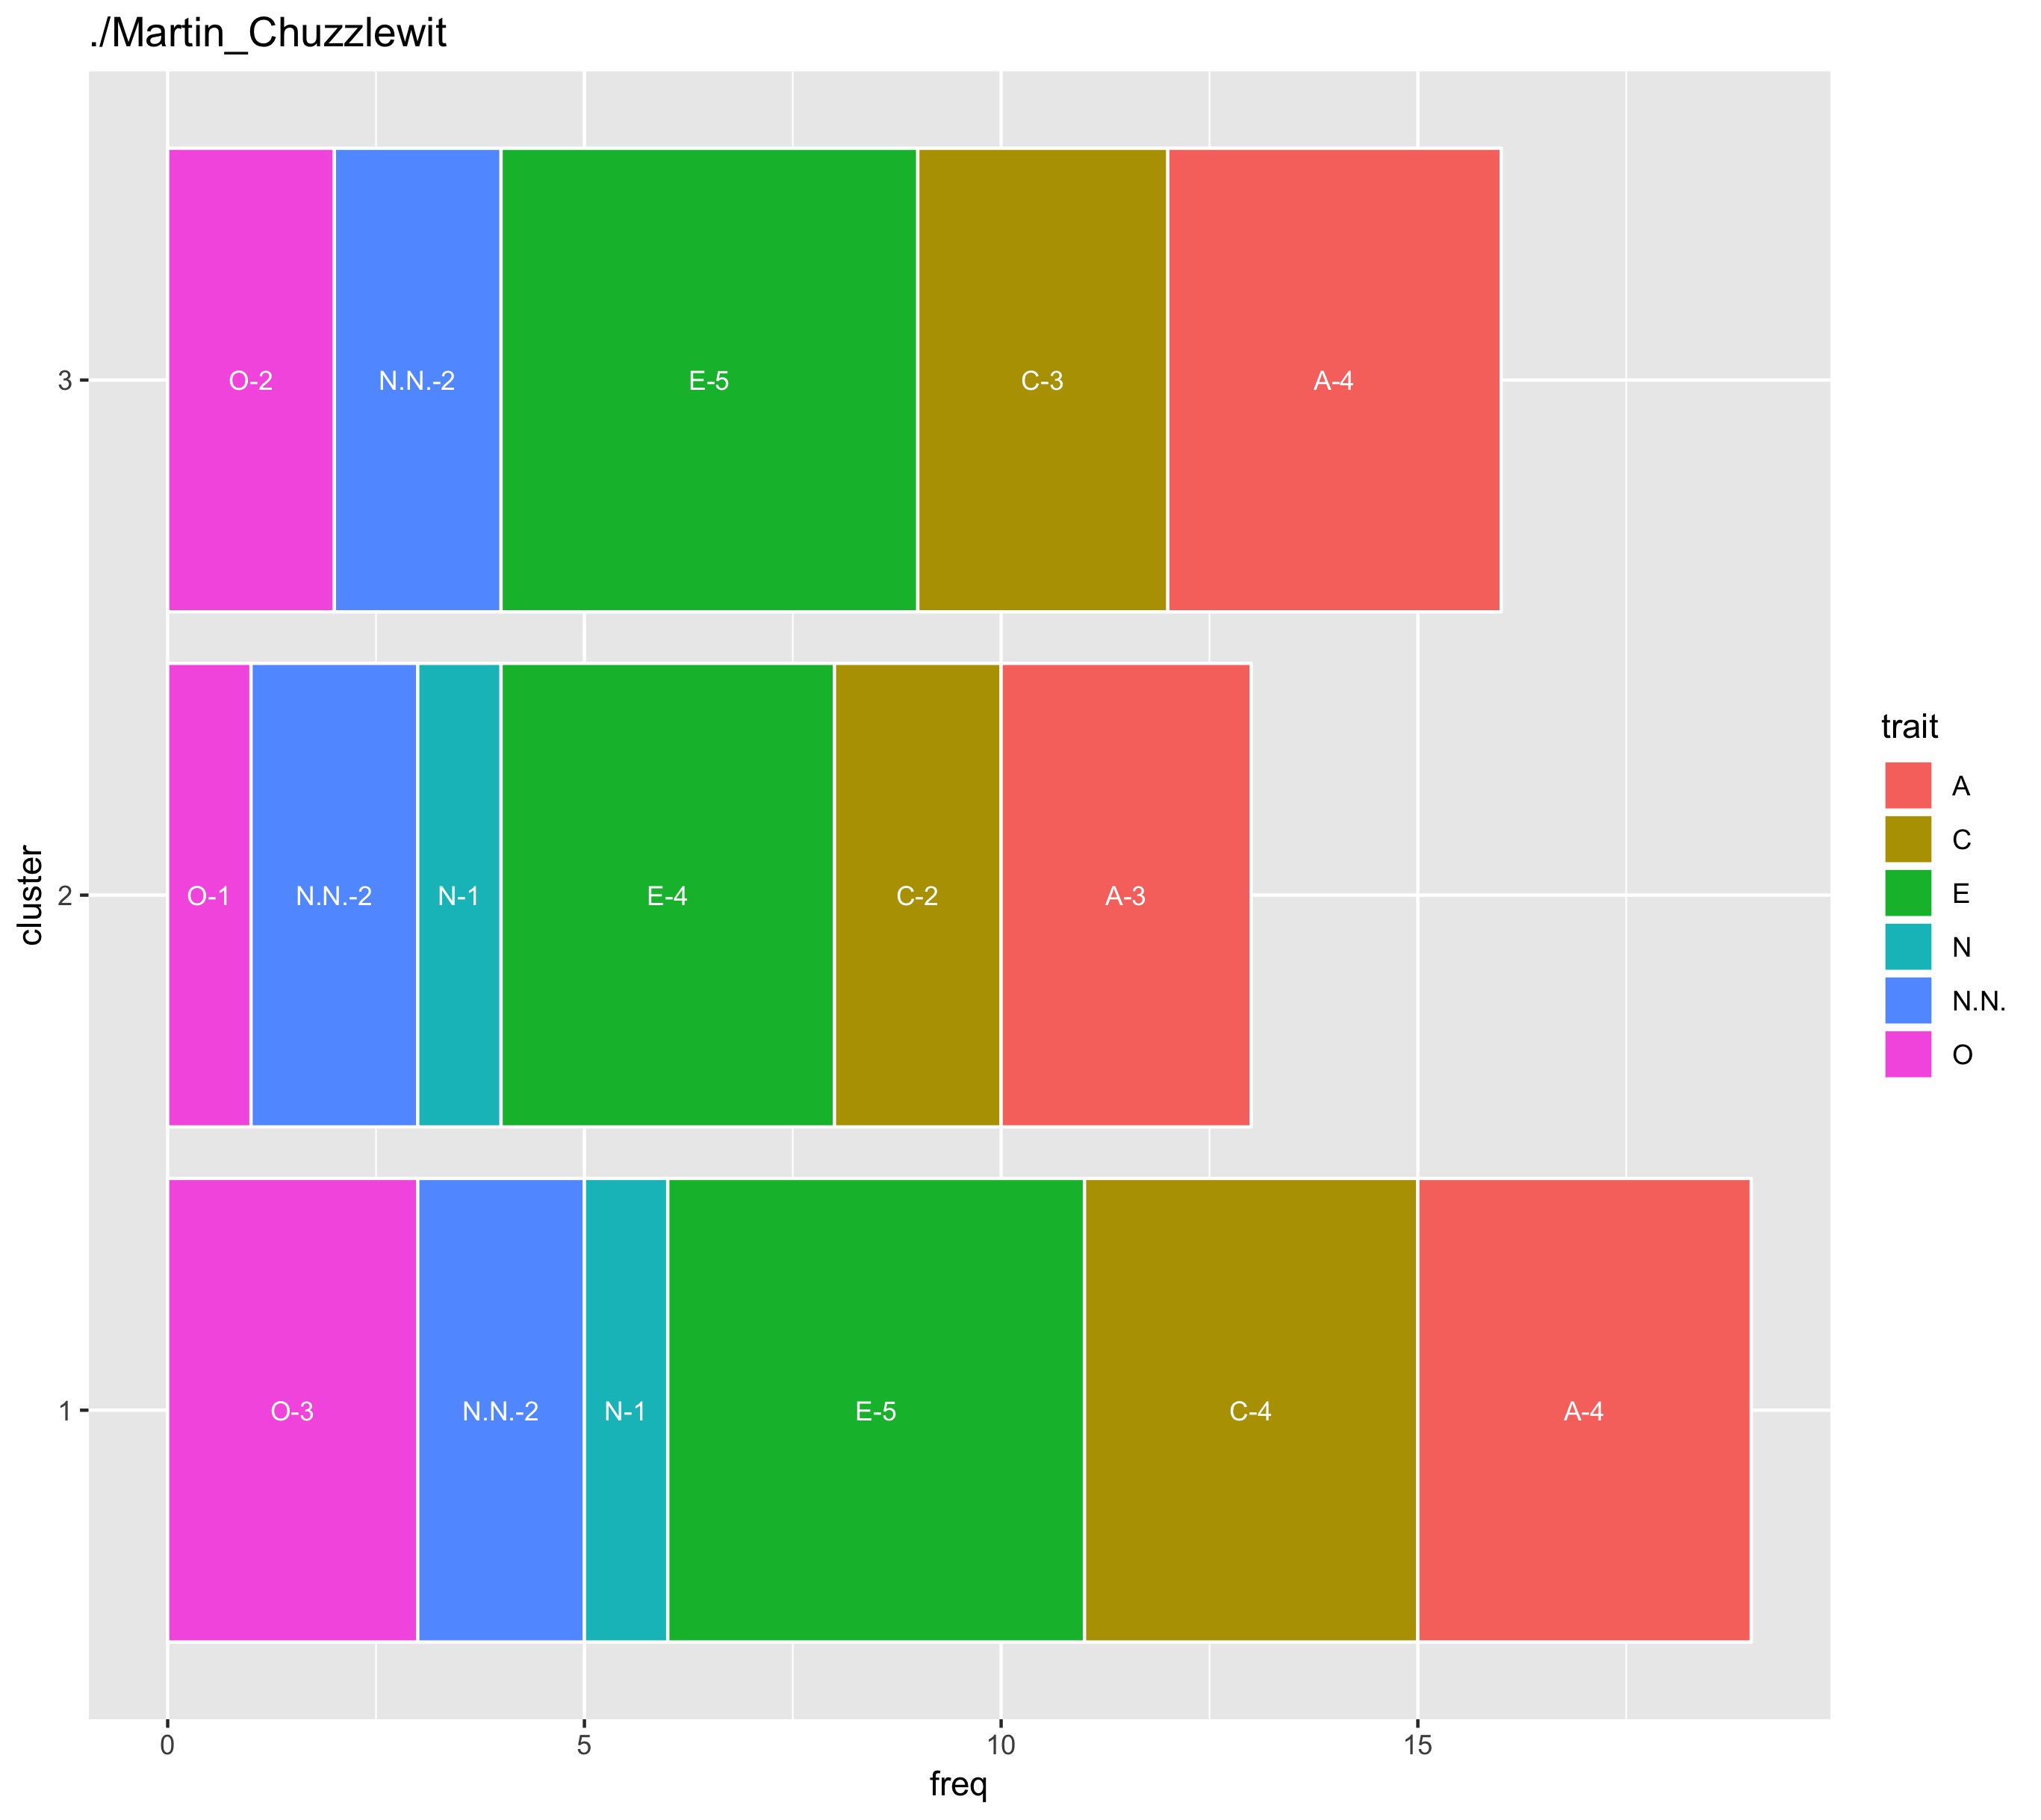 ./Martin_Chuzzlewit
3
O-2 N.N.-2 E-5 C-3 A-4
trait
A
C
E
N
N.N.
O
cluster
2
O-1 N.N.-2 N-1 E-4 C-2 A-3
1
O-3 N.N.-2 N-1 E-5 C-4 A-4
0 5 10 15
freq